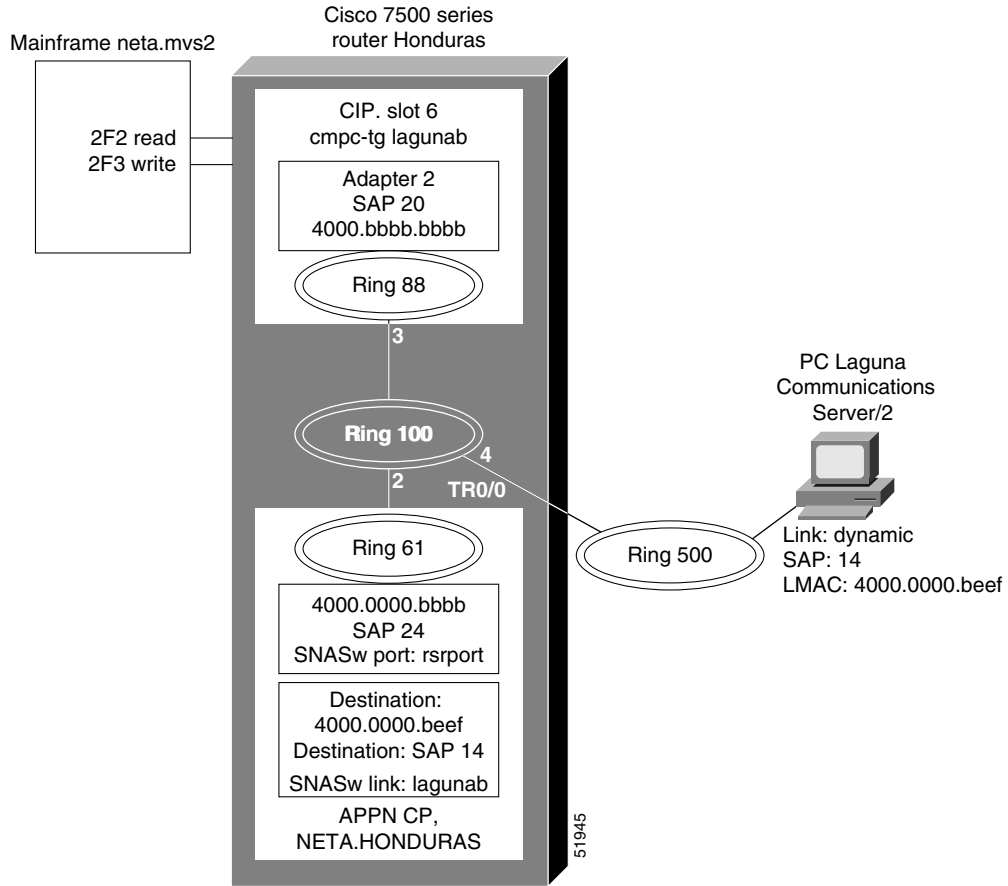 Cisco 7500 series
router Honduras
Mainframe neta.mvs2
2F2 read
2F3 write
CIP. slot 6
cmpc-tg lagunab
Adapter 2
SAP 20
4000.bbbb.bbbb
Ring 88
3
Ring 100
4
2
TR0/0
PC Laguna
Communications
Server/2
Link: dynamic
SAP: 14
LMAC: 4000.0000.beef
Ring 500
Ring 61
4000.0000.bbbb
SAP 24
SNASw port: rsrport
Destination:
4000.0000.beef
Destination: SAP 14
SNASw link: lagunab
APPN CP,
NETA.HONDURAS
51945